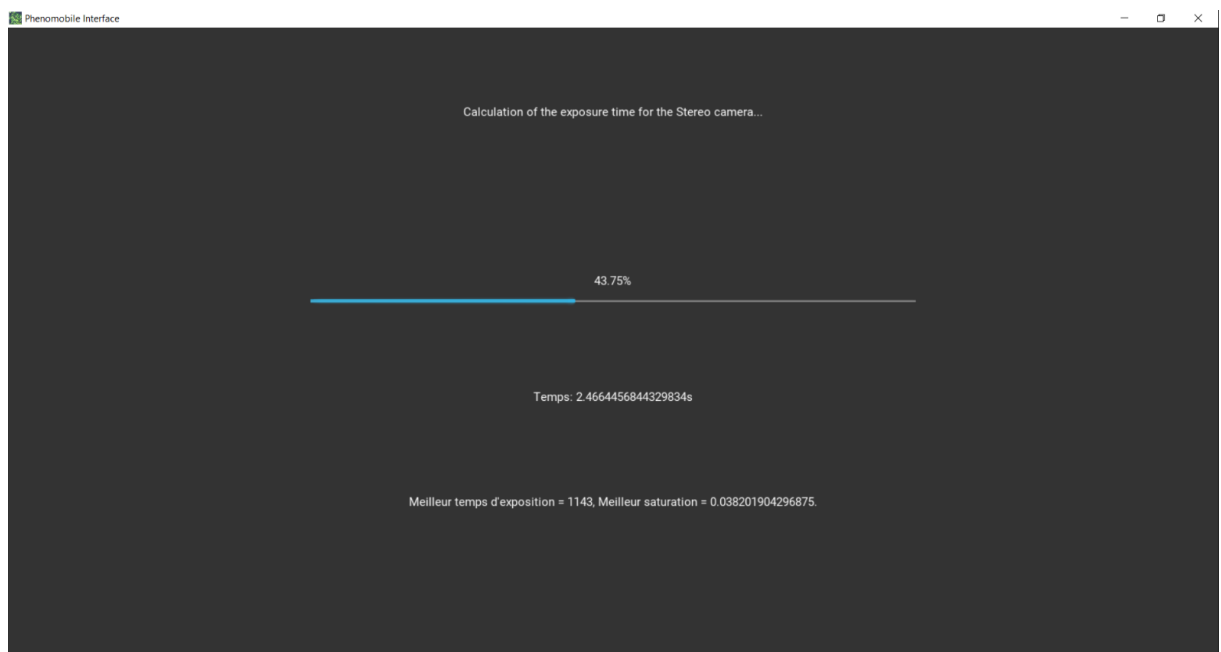 Phenomobile Interface
Calculation of the exposure time for the Stereo camera...
43.75%
Temps: 2.4664456844329834s
Meilleur temps d'exposition = 1143, Meilleur saturation = 0.038201904296875.